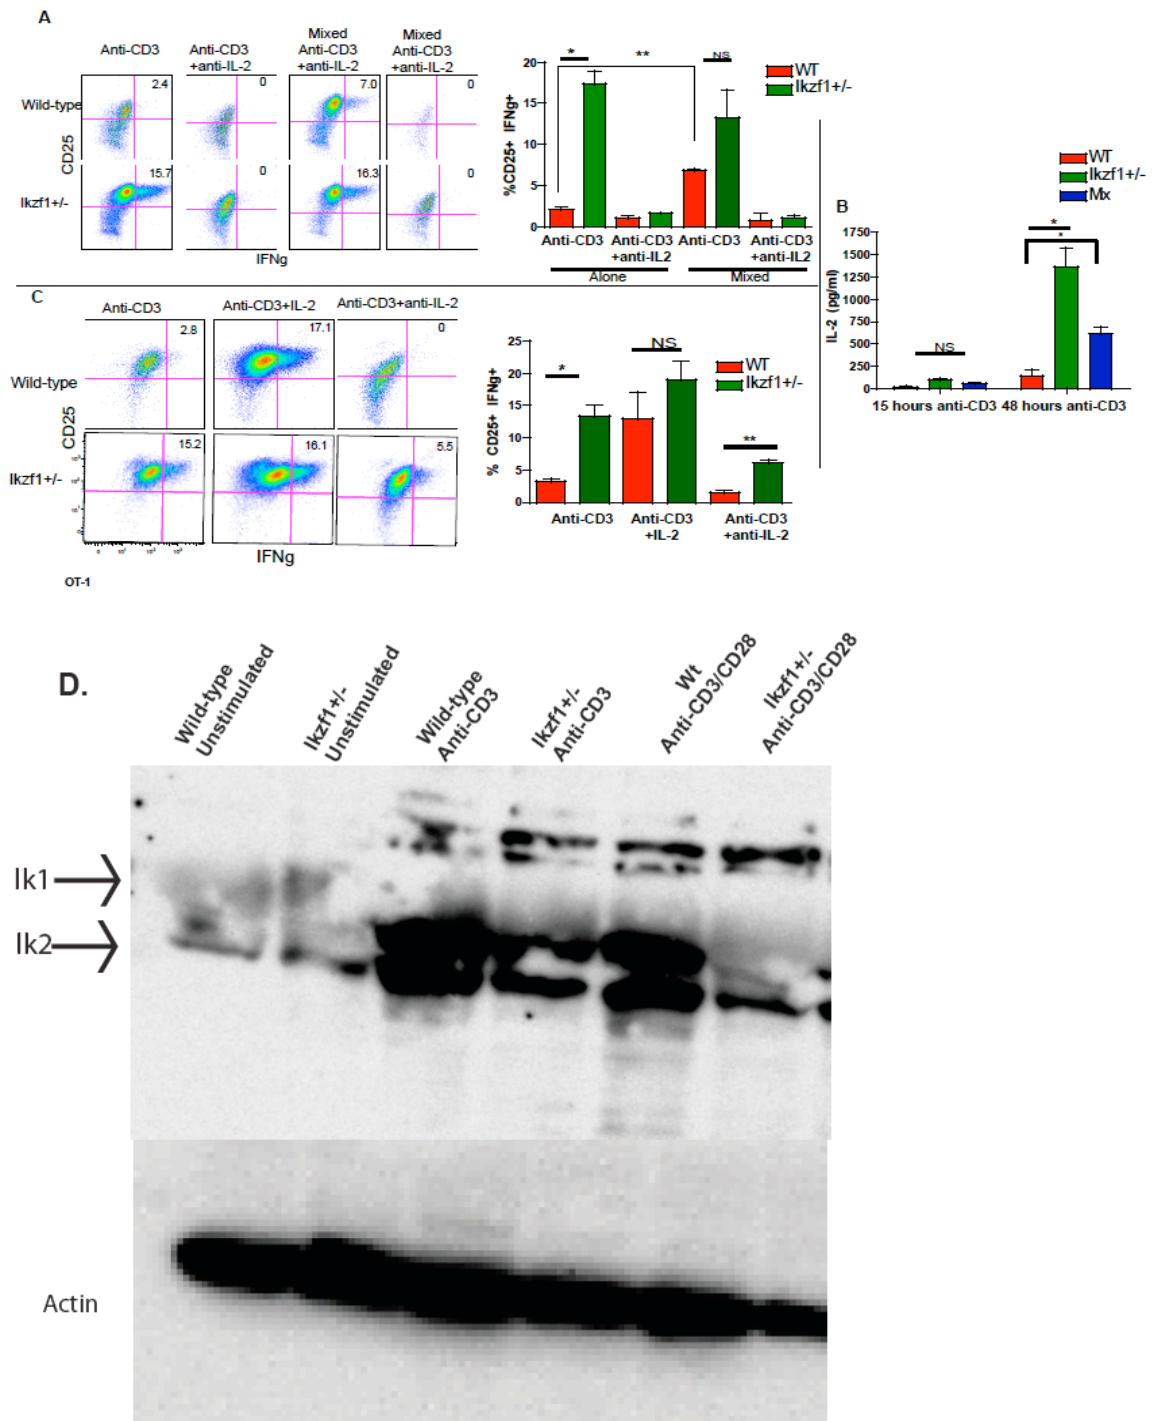 A
Anti-CD3
Anti-CD3
+anti-IL-2
Mixed
Anti-CD3
+anti-IL-2
Mixed
Anti-CD3
+anti-IL-2
Wild-type
2.4
0
7.0
0
CD25
Ikzf1+/-
15.7
0
16.3
0
IFNg
20
15
10
5
0
%CD25+ IFNg+
*
**
NS
WT
Ikzf1+/-
Anti-CD3
Anti-CD3
+anti-IL2
Anti-CD3
Anti-CD3
+anti-IL2
Alone
Mixed
B
WT
Ikzf1+/-
Mx
1750
1500
1250
1000
750
500
250
0
IL-2 (pg/ml)
NS
*
*
15 hours anti-CD3
48 hours anti-CD3
C
Anti-CD3
Anti-CD3+IL-2
Anti-CD3+anti-IL-2
Wild-type
2.8
17.1
0
CD25
Ikzf1+/-
15.2
16.1
5.5
IFNg
OT-1
25
20
15
10
5
0
% CD25+ IFNg+
*
NS
**
WT
Ikzf1+/-
Anti-CD3
Anti-CD3
+IL-2
Anti-CD3
+anti-IL-2
D.
Wild-type
Unstimulated
Ikzf1+/-
Unstimulated
Wild-type
Anti-CD3
Ikzf1+/-
Anti-CD3
Wt
Anti-CD3/CD28
Ikzf1+/-
Anti-CD3/CD28
Ik1
Ik2
Actin